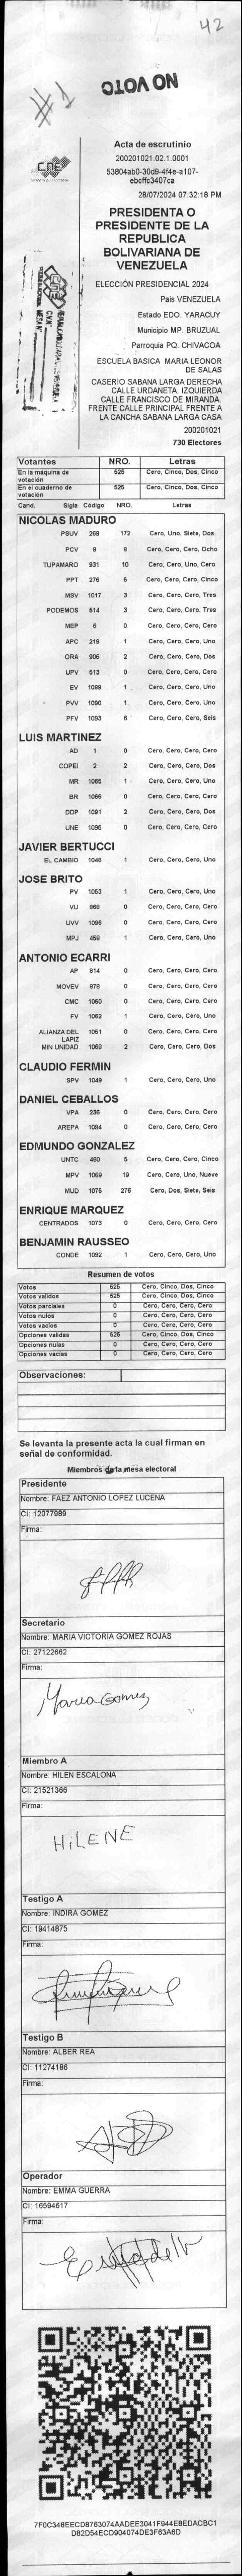 42
#1
NO VOTO
CNE
Acta de escrutinio
200201021.02.1.0001
53804ab0-30d9-4f4e-a107-
ebcffc3407ca
28/07/2024 07:32:18 PM
PRESIDENTA O
PRESIDENTE DE LA
REPUBLICA
BOLIVARIANA DE
VENEZUELA
ELECCIÓN PRESIDENCIAL 2024
Pais VENEZUELA
Estado EDO. YARACUY
Municipio MP. BRUZUAL
Parroquia PQ. CHIVACOA
ESCUELA BASICA MARIA LEONOR
DE SALAS
CASERIO SABANA LARGA DERECHA
CALLE URDANETA. IZQUIERDA
CALLE FRANCISCO DE MIRANDA.
FRENTE CALLE PRINCIPAL FRENTE A
LA CANCHA SABANA LARGA CASA
200201021
730 Electores
Votantes NRO. Letras
En la máquina de votación 525 Cero, Cinco, Dos, Cinco
En el cuaderno de votación 525 Cero, Cinco, Dos, Cinco
Cand. Sigla Código NRO. Letras
NICOLAS MADURO
PSUV 269 172 Cero, Uno, Siete, Dos
PCV 9 8 Cero, Cero, Cero, Ocho
TUPAMARO 931 10 Cero, Cero, Uno, Cero
PPT 276 5 Cero, Cero, Cero, Cinco
MSV 1017 3 Cero, Cero, Cero, Tres
PODEMOS 514 3 Cero, Cero, Cero, Tres
MEP 6 0 Cero, Cero, Cero, Cero
APC 219 1 Cero, Cero, Cero, Uno
ORA 906 2 Cero, Cero, Cero, Dos
UPV 513 0 Cero, Cero, Cero, Cero
EV 1089 1 Cero, Cero, Cero, Uno
PVV 1090 1 Cero, Cero, Cero, Uno
PFV 1093 6 Cero, Cero, Cero, Seis
LUIS MARTINEZ
AD 1 0 Cero, Cero, Cero, Cero
COPEI 2 2 Cero, Cero, Cero, Dos
MR 1065 1 Cero, Cero, Cero, Uno
BR 1066 0 Cero, Cero, Cero, Cero
DDP 1091 2 Cero, Cero, Cero, Dos
UNE 1095 0 Cero, Cero, Cero, Cero
JAVIER BERTUCCI
EL CAMBIO 1048 1 Cero, Cero, Cero, Uno
JOSE BRITO
PV 1053 1 Cero, Cero, Cero, Uno
VU 868 0 Cero, Cero, Cero, Cero
UVV 1096 0 Cero, Cero, Cero, Cero
MPJ 458 1 Cero, Cero, Cero, Uno
ANTONIO ECARRI
AP 814 0 Cero, Cero, Cero, Cero
MOVEV 878 0 Cero, Cero, Cero, Cero
CMC 1050 0 Cero, Cero, Cero, Cero
FV 1062 1 Cero, Cero, Cero, Uno
ALIANZA DEL LAPIZ 1051 0 Cero, Cero, Cero, Cero
MIN UNIDAD 1068 2 Cero, Cero, Cero, Dos
CLAUDIO FERMIN
SPV 1049 1 Cero, Cero, Cero, Uno
DANIEL CEBALLOS
VPA 236 0 Cero, Cero, Cero, Cero
AREPA 1094 0 Cero, Cero, Cero, Cero
EDMUNDO GONZALEZ
UNTC 460 5 Cero, Cero, Cero, Cinco
MPV 1069 19 Cero, Cero, Uno, Nueve
MUD 1075 276 Cero, Dos, Siete, Seis
ENRIQUE MARQUEZ
CENTRADOS 1073 0 Cero, Cero, Cero, Cero
BENJAMIN RAUSSEO
CONDE 1092 1 Cero, Cero, Cero, Uno
Resumen de votos
Votos 525 Cero, Cinco, Dos, Cinco
Votos validos 525 Cero, Cinco, Dos, Cinco
Votos parciales 0 Cero, Cero, Cero, Cero
Votos nulos 0 Cero, Cero, Cero, Cero
Votos vacíos 0 Cero, Cero, Cero, Cero
Opciones validas 525 Cero, Cinco, Dos, Cinco
Opciones nulas 0 Cero, Cero, Cero, Cero
Opciones vacias 0 Cero, Cero, Cero, Cero
Observaciones:
Se levanta la presente acta la cual firman en
señal de conformidad.
Miembros de la mesa electoral
Presidente
Nombre: FAEZ ANTONIO LOPEZ LUCENA
CI: 12077989
Firma:
Secretario
Nombre: MARIA VICTORIA GOMEZ ROJAS
CI: 27122662
Firma:
Maria Gomez
Miembro A
Nombre: HILEN ESCALONA
CI: 21521366
Firma:
HiLENE
Testigo A
Nombre: INDIRA GOMEZ
CI: 19414875
Firma:
Testigo B
Nombre: ALBER REA
CI: 11274186
Firma:
Operador
Nombre: EMMA GUERRA
CI: 16594617
Firma:
7F0C348EECD8763074AADEE3041F944E8EDACBC1
D82D54ECD904074DE3F63A6D